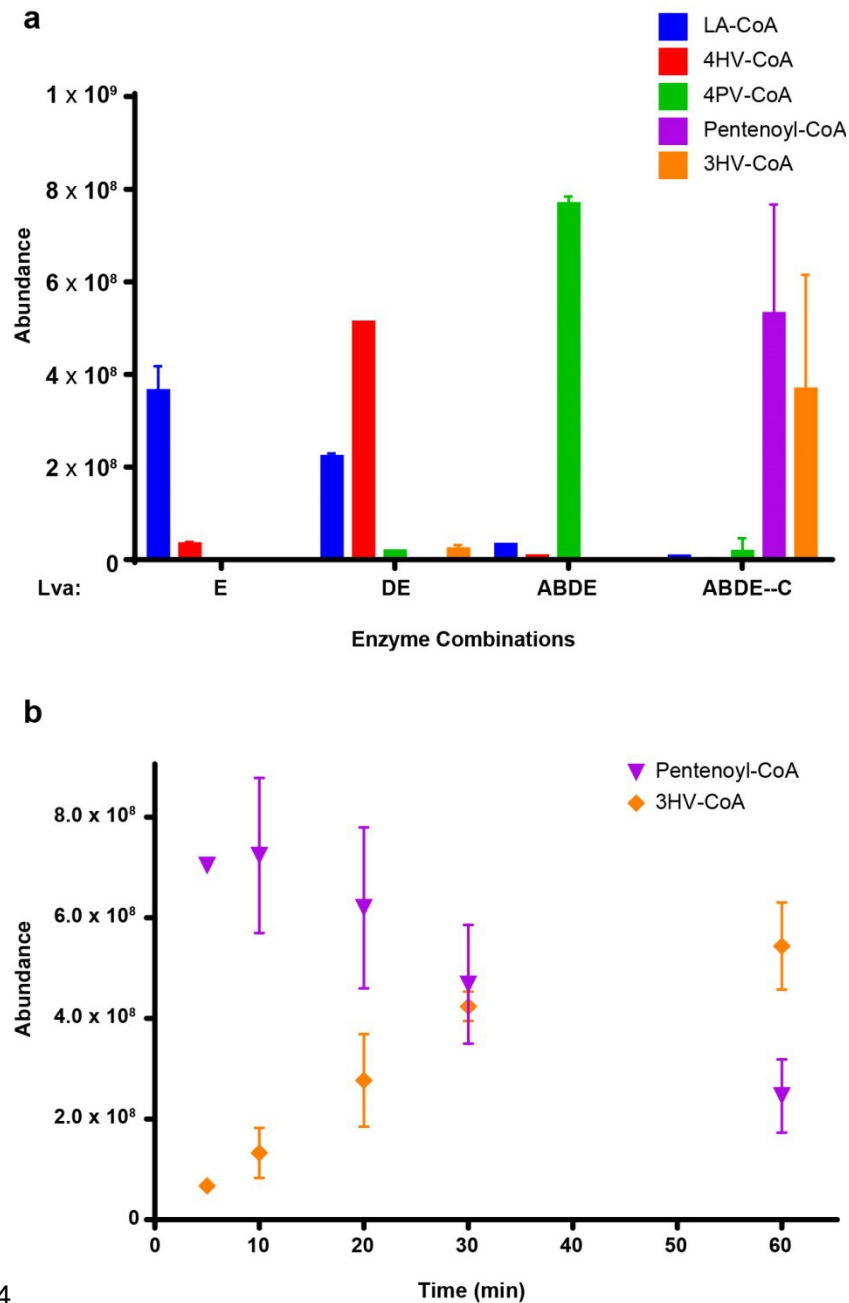 a
LA-CoA
4HV-CoA
4PV-CoA
Pentenoyl-CoA
3HV-CoA
1 x 10⁹
8 x 10⁸
6 x 10⁸
4 x 10⁸
2 x 10⁸
0
Abundance
Lva: E DE ABDE ABDE--C
Enzyme Combinations
b
Pentenoyl-CoA
3HV-CoA
8.0 x 10⁸
6.0 x 10⁸
4.0 x 10⁸
2.0 x 10⁸
0
Abundance
0 10 20 30 40 50 60
Time (min)
4